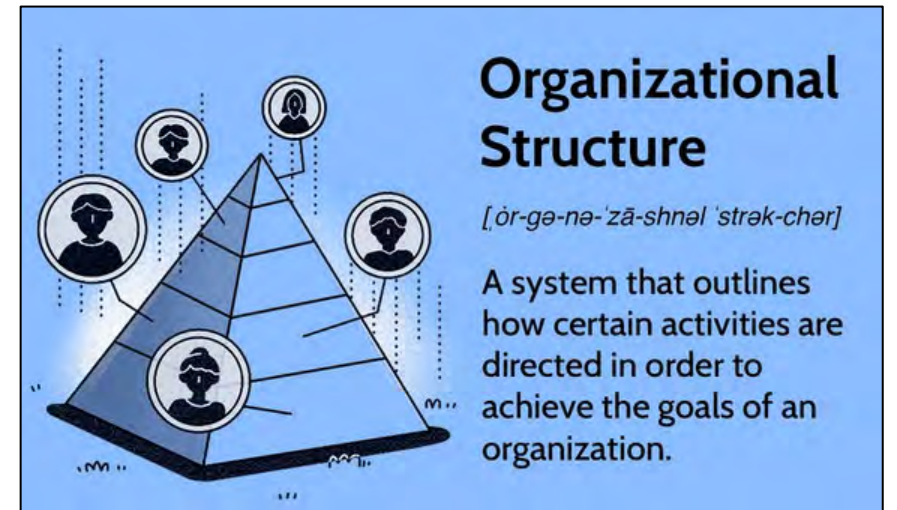 Organizational
Structure
[ˌȯr-gə-nə-ˈzā-shnəl ˈstrək-chər]
A system that outlines
how certain activities are
directed in order to
achieve the goals of an
organization.